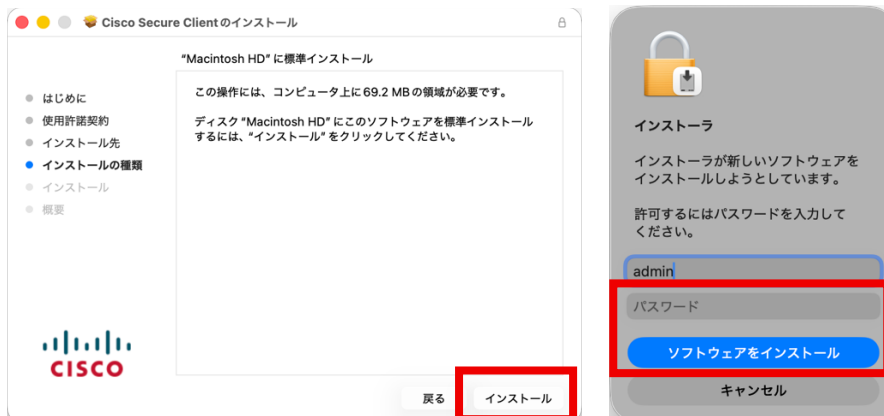 Cisco Secure Clientのインストール
"Macintosh HD"に標準インストール
はじめに
使用許諾契約
インストール先
インストールの種類
インストール
概要
この操作には、コンピュータ上に69.2 MBの領域が必要です。
ディスク"Macintosh HD"にこのソフトウェアを標準インストール
するには、"インストール"をクリックしてください。
CISCO
戻る
インストール
インストーラ
インストーラが新しいソフトウェアを
インストールしようとしています。
許可するにはパスワードを入力して
ください。
admin
パスワード
ソフトウェアをインストール
キャンセル